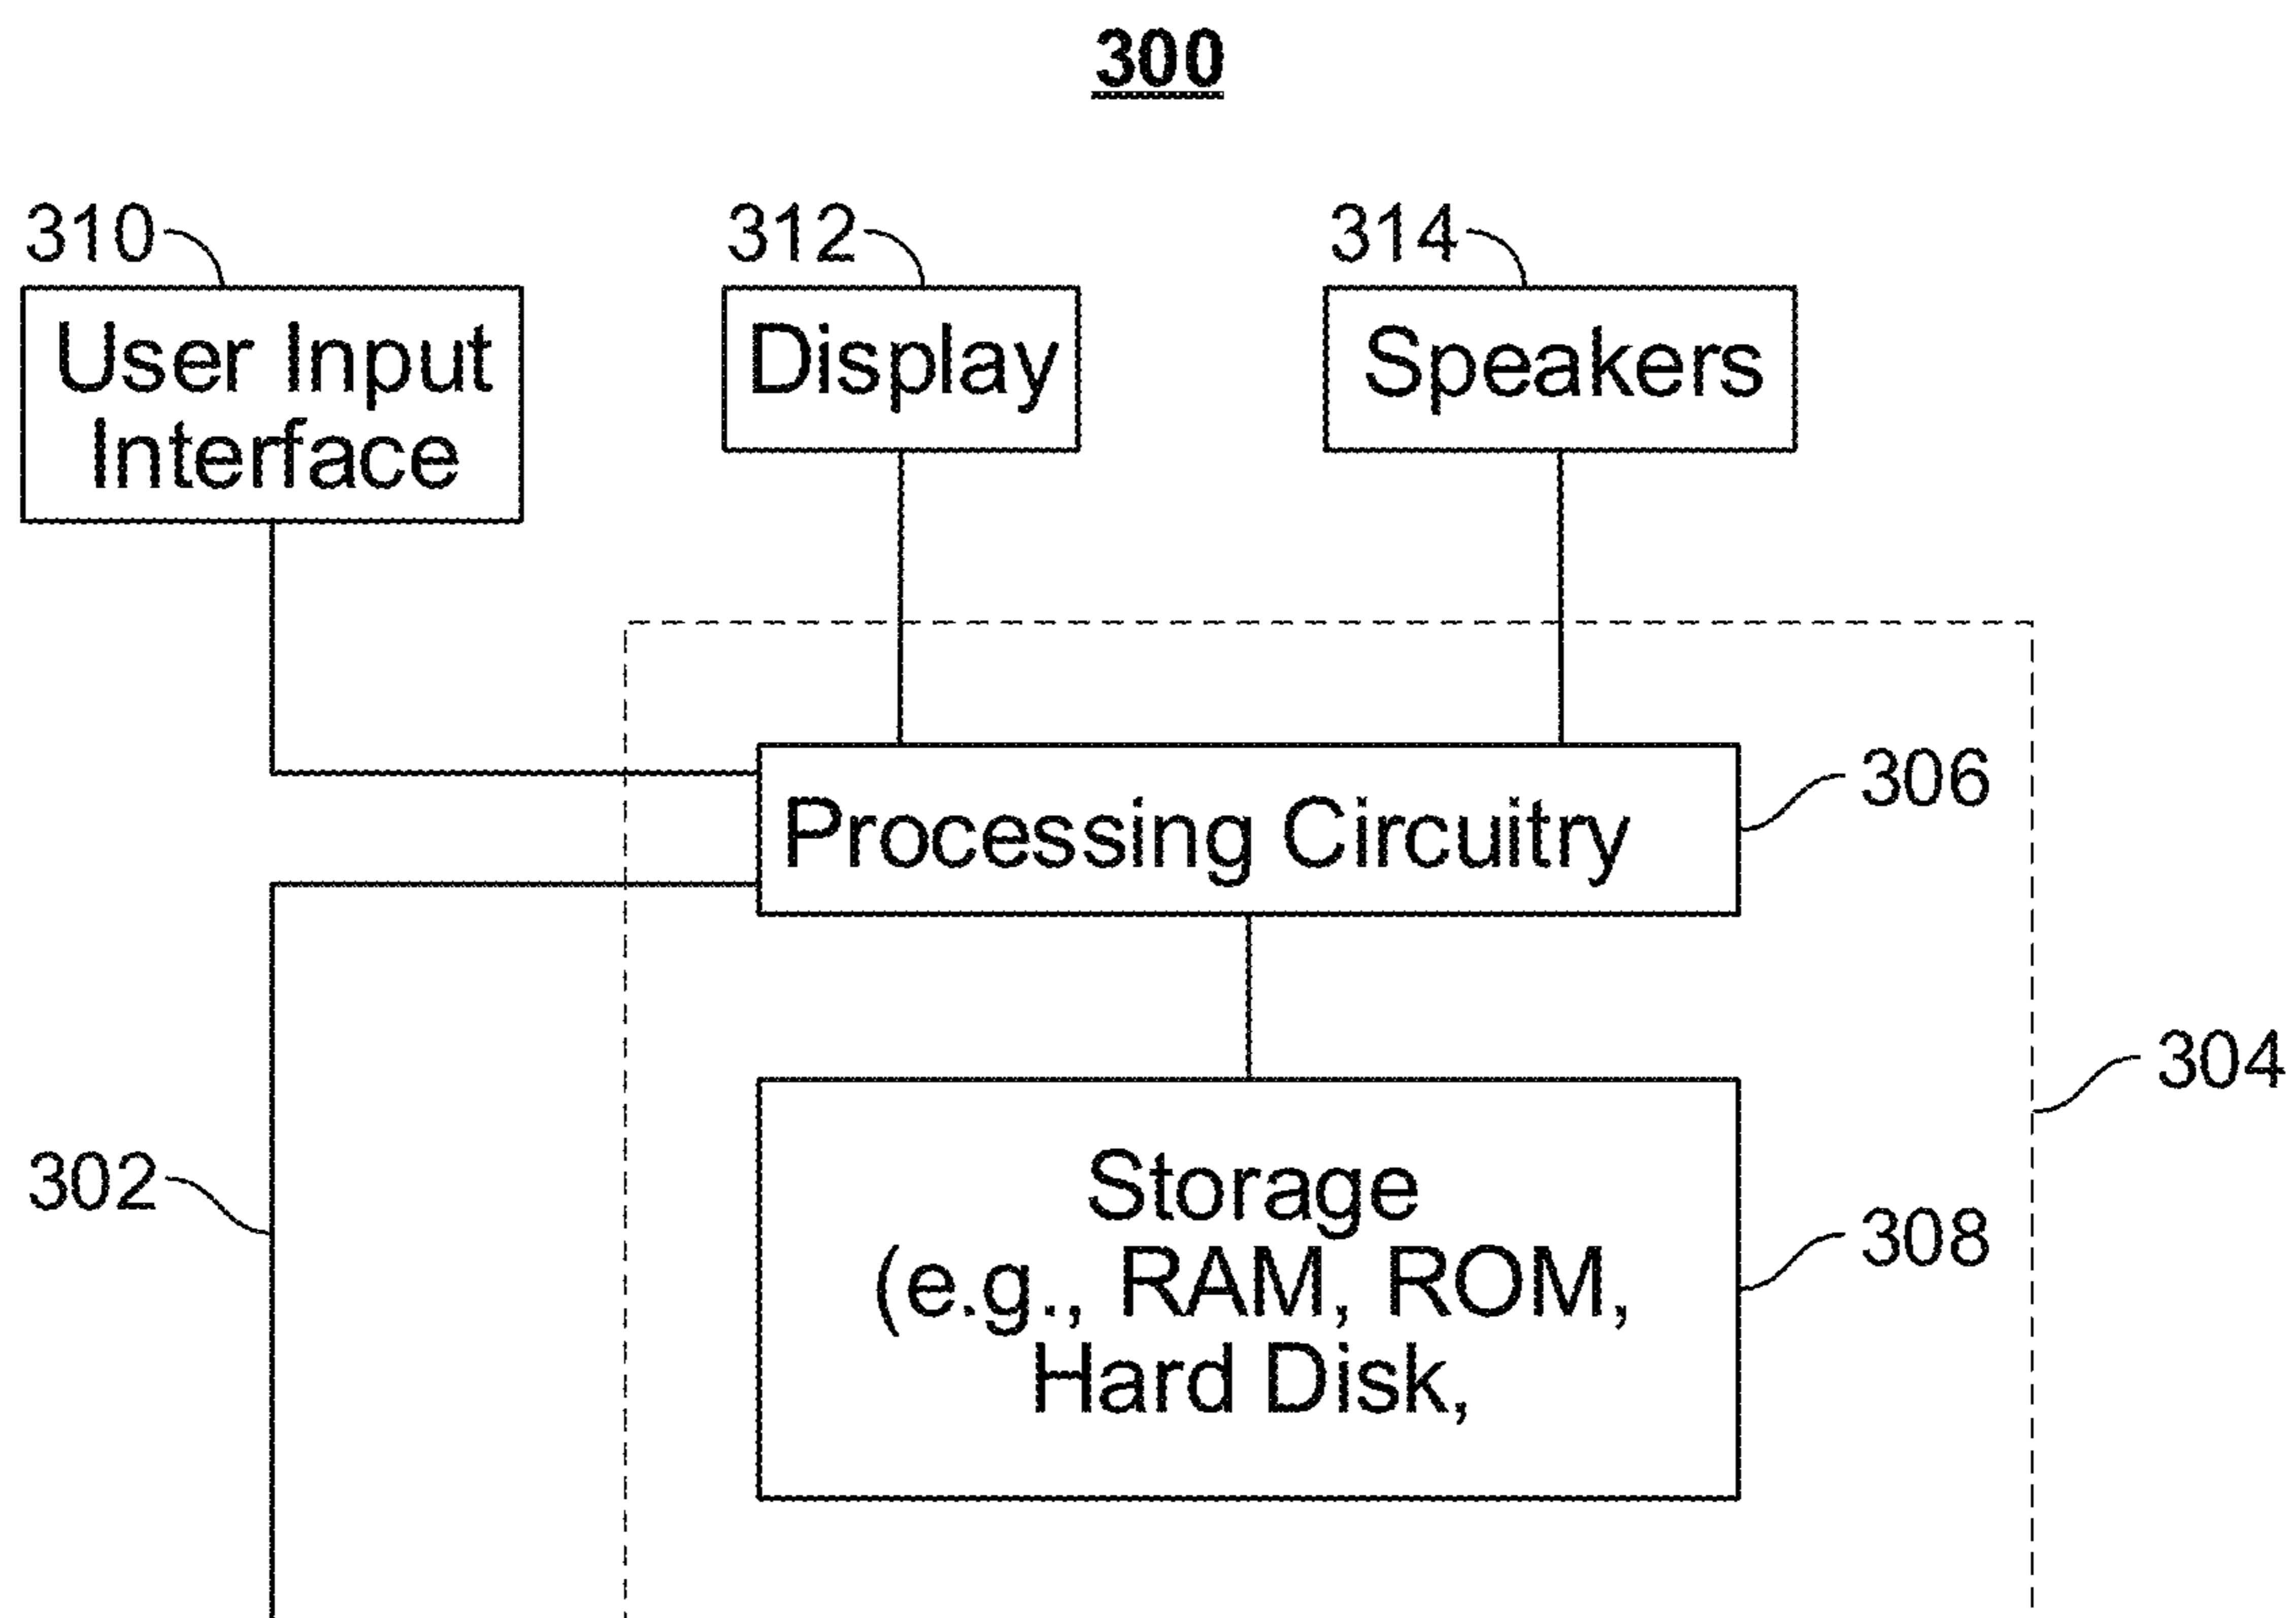 300
310
312
314
User Input
Interface
Display
Speakers
306
Processing Circuitry
304
302
Storage
(e.g., RAM, ROM,
Hard Disk,
308